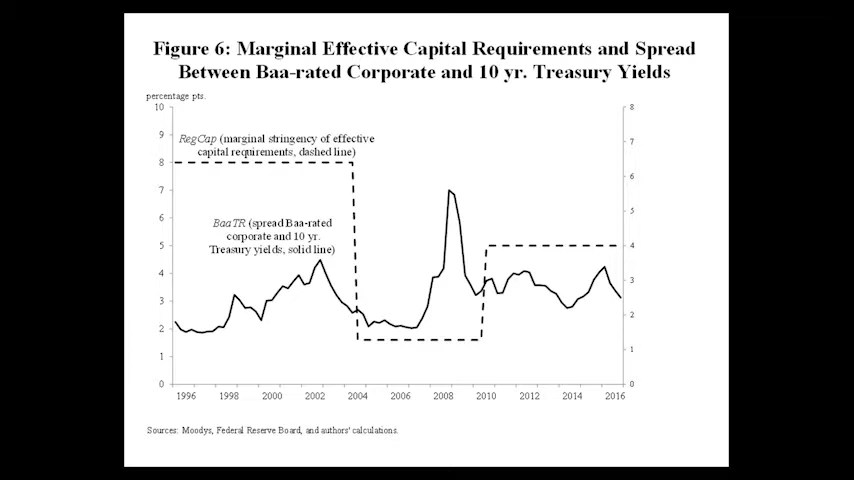 Figure 6: Marginal Effective Capital Requirements and Spread
Between Baa-rated Corporate and 10 yr. Treasury Yields
percentage pts.
10
9
8
7
6
5
4
3
2
1
0
RegCap (marginal stringency of effective
capital requirements, dashed line)
BaaTR (spread Baa-rated
corporate and 10 yr.
Treasury yields, solid line)
8
7
6
5
4
3
2
1
0
1996 1998 2000 2002 2004 2006 2008 2010 2012 2014 2016
Sources: Moodys, Federal Reserve Board, and authors' calculations.